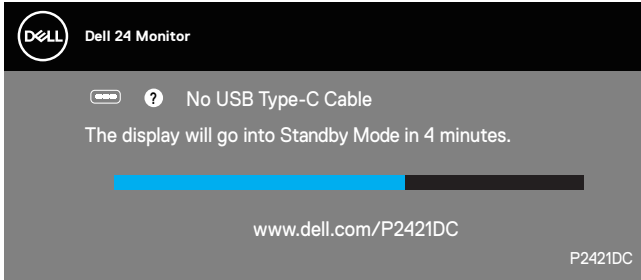 DELL
Dell 24 Monitor
? No USB Type-C Cable
The display will go into Standby Mode in 4 minutes.
www.dell.com/P2421DC
P2421DC